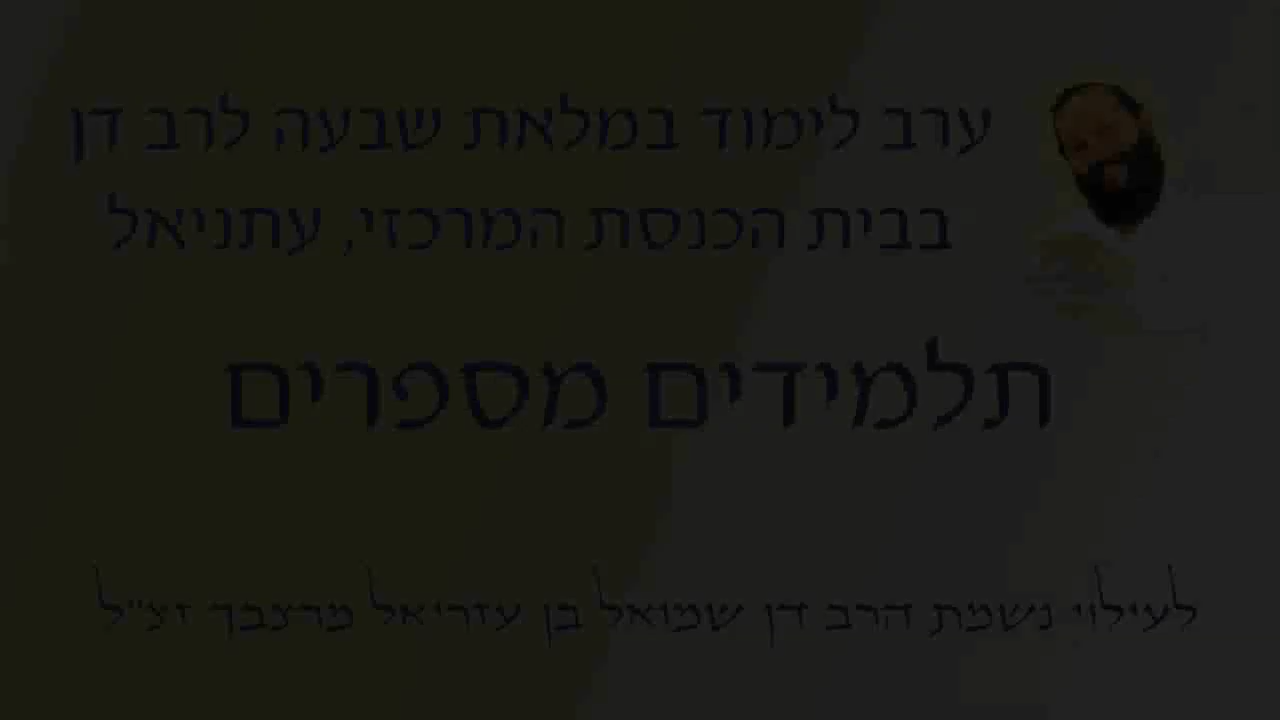 ערב לימוד במלאת שבעה לרב דן
בבית הכנסת המרכזי, עתניאל
תלמידים מספרים
לעילוי נשמת הרב דן שמואל בן עזריאל מרצבך זצ"ל